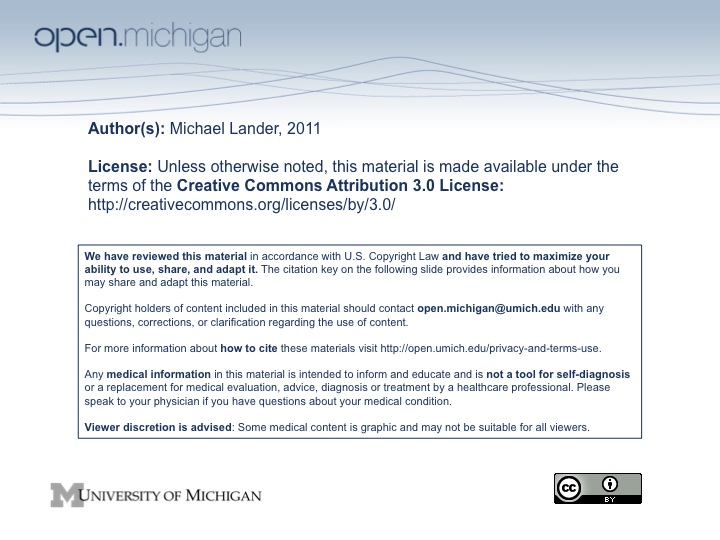 open.michigan
Author(s): Michael Lander, 2011
License: Unless otherwise noted, this material is made available under the
terms of the Creative Commons Attribution 3.0 License:
http://creativecommons.org/licenses/by/3.0/
We have reviewed this material in accordance with U.S. Copyright Law and have tried to maximize your
ability to use, share, and adapt it. The citation key on the following slide provides information about how you
may share and adapt this material.
Copyright holders of content included in this material should contact open.michigan@umich.edu with any
questions, corrections, or clarification regarding the use of content.
For more information about how to cite these materials visit http://open.umich.edu/privacy-and-terms-use.
Any medical information in this material is intended to inform and educate and is not a tool for self-diagnosis
or a replacement for medical evaluation, advice, diagnosis or treatment by a healthcare professional. Please
speak to your physician if you have questions about your medical condition.
Viewer discretion is advised: Some medical content is graphic and may not be suitable for all viewers.
M UNIVERSITY OF MICHIGAN
cc
BY